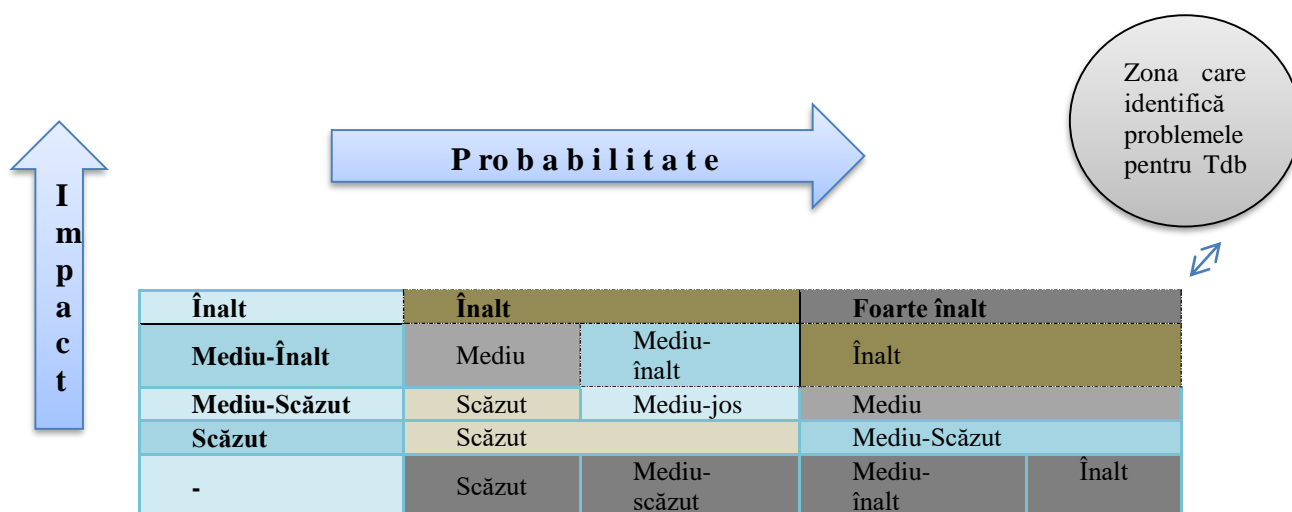 Zona care
identifică
problemele
pentru Tdb
P ro b a b i l i t a t e
I
m
p
a
c
t
Înalt Înalt Foarte înalt
Mediu-Înalt Mediu Mediu-
înalt Înalt
Mediu-Scăzut Scăzut Mediu-jos Mediu
Scăzut Scăzut Mediu-Scăzut
- Scăzut Mediu-
scăzut Mediu-
înalt Înalt